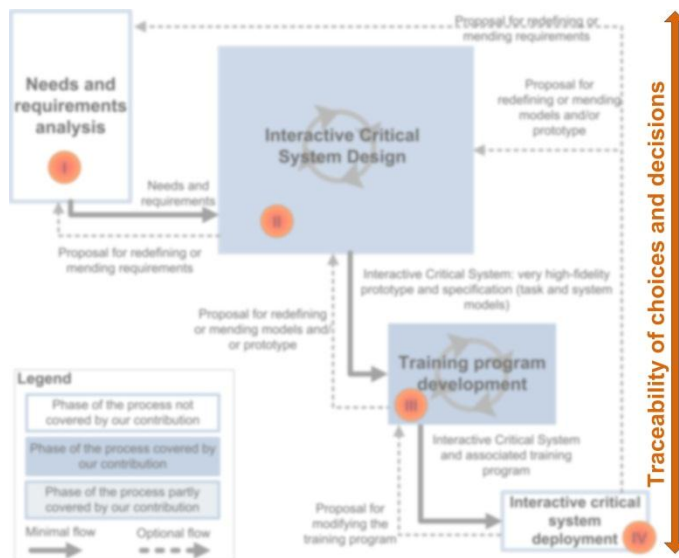 Proposal for redefining or
mending requirements
Needs and
requirements
analysis
I
Proposal for
redefining or mending
models and/or
prototype
Interactive Critical
System Design
II
Needs and
requirements
Proposal for redefining or
mending requirements
Interactive Critical System: very high-fidelity
prototype and specification (task and system
models)
Proposal for redefining
or mending models and/
or prototype
Training program
development
III
Legend
Phase of the process not
covered by our contribution
Phase of the process covered by
our contribution
Phase of the process partly
covered by our contribution
Minimal flow
Optional flow
Interactive Critical System
and associated training
program
Proposal for
modifying the
training program
Interactive critical
system
deployment
IV
Traceability of choices and decisions